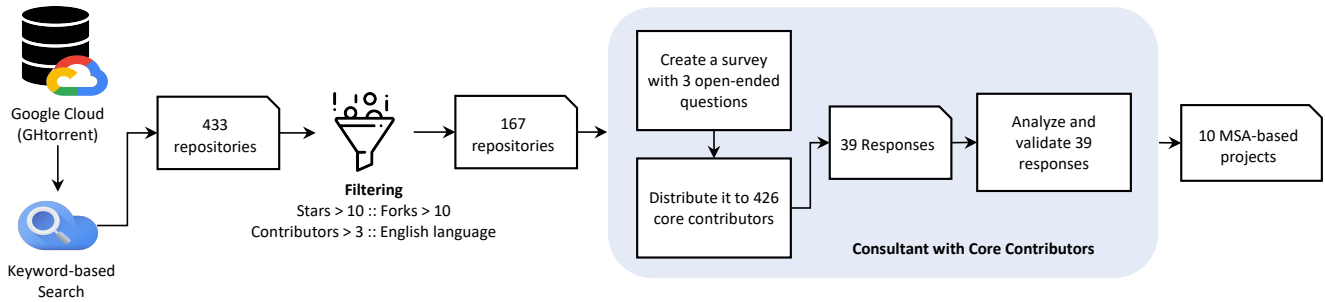 Google Cloud
(GHtorrent)
Keyword-based
Search
433
repositories
Filtering
Stars > 10 :: Forks > 10
Contributors > 3 :: English language
167
repositories
Create a survey
with 3 open-ended
questions
Distribute it to 426
core contributors
39 Responses
Analyze and
validate 39
responses
Consultant with Core Contributors
10 MSA-based
projects